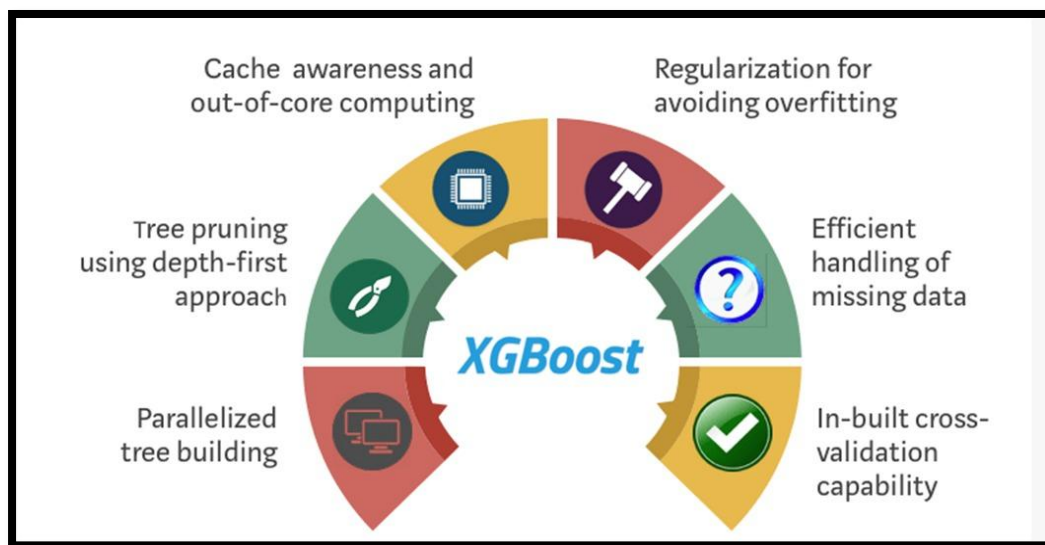 Cache awareness and
out-of-core computing
Regularization for
avoiding overfitting
Tree pruning
using depth-first
approach
Efficient
handling of
missing data
XGBoost
Parallelized
tree building
In-built cross-
validation
capability